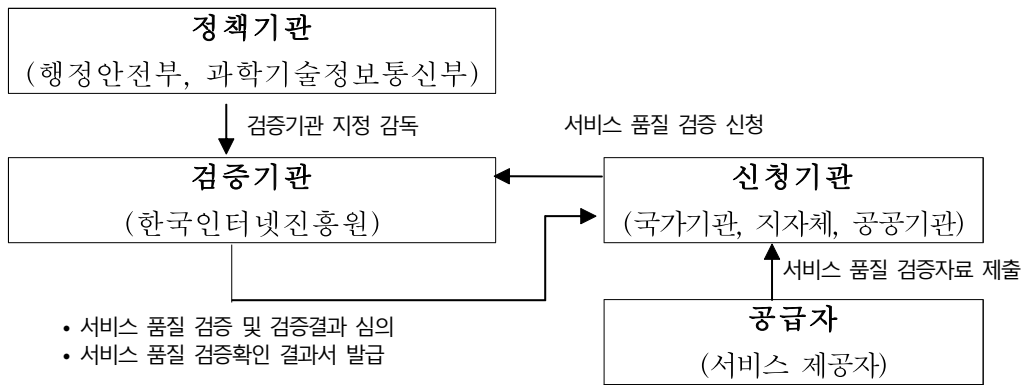 정책기관
(행정안전부, 과학기술정보통신부)
검증기관 지정 감독
서비스 품질 검증 신청
검증기관
(한국인터넷진흥원)
신청기관
(국가기관, 지자체, 공공기관)
서비스 품질 검증자료 제출
• 서비스 품질 검증 및 검증결과 심의
• 서비스 품질 검증확인 결과서 발급
공급자
(서비스 제공자)